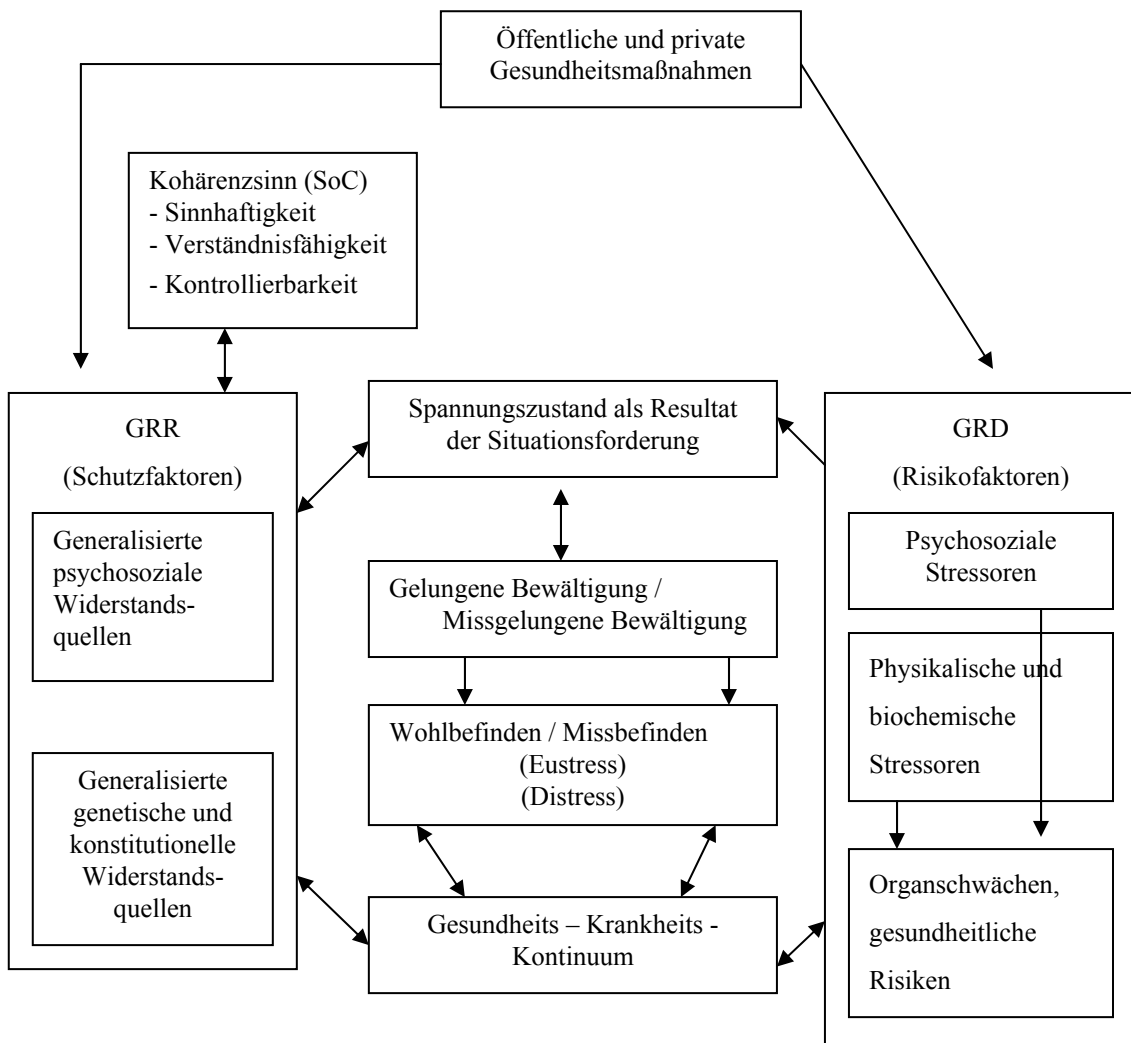 Öffentliche und private
Gesundheitsmaßnahmen
Kohärenzsinn (SoC)
- Sinnhaftigkeit
- Verständnisfähigkeit
- Kontrollierbarkeit
GRR
(Schutzfaktoren)
Generalisierte
psychosoziale
Widerstands-
quellen
Generalisierte
genetische und
konstitutionelle
Widerstands-
quellen
Spannungszustand als Resultat
der Situationsforderung
Gelungene Bewältigung /
Missgelungene Bewältigung
Wohlbefinden / Missbefinden
(Eustress)
(Distress)
Gesundheits – Krankheits -
Kontinuum
GRD
(Risikofaktoren)
Psychosoziale
Stressoren
Physikalische und
biochemische
Stressoren
Organschwächen,
gesundheitliche
Risiken